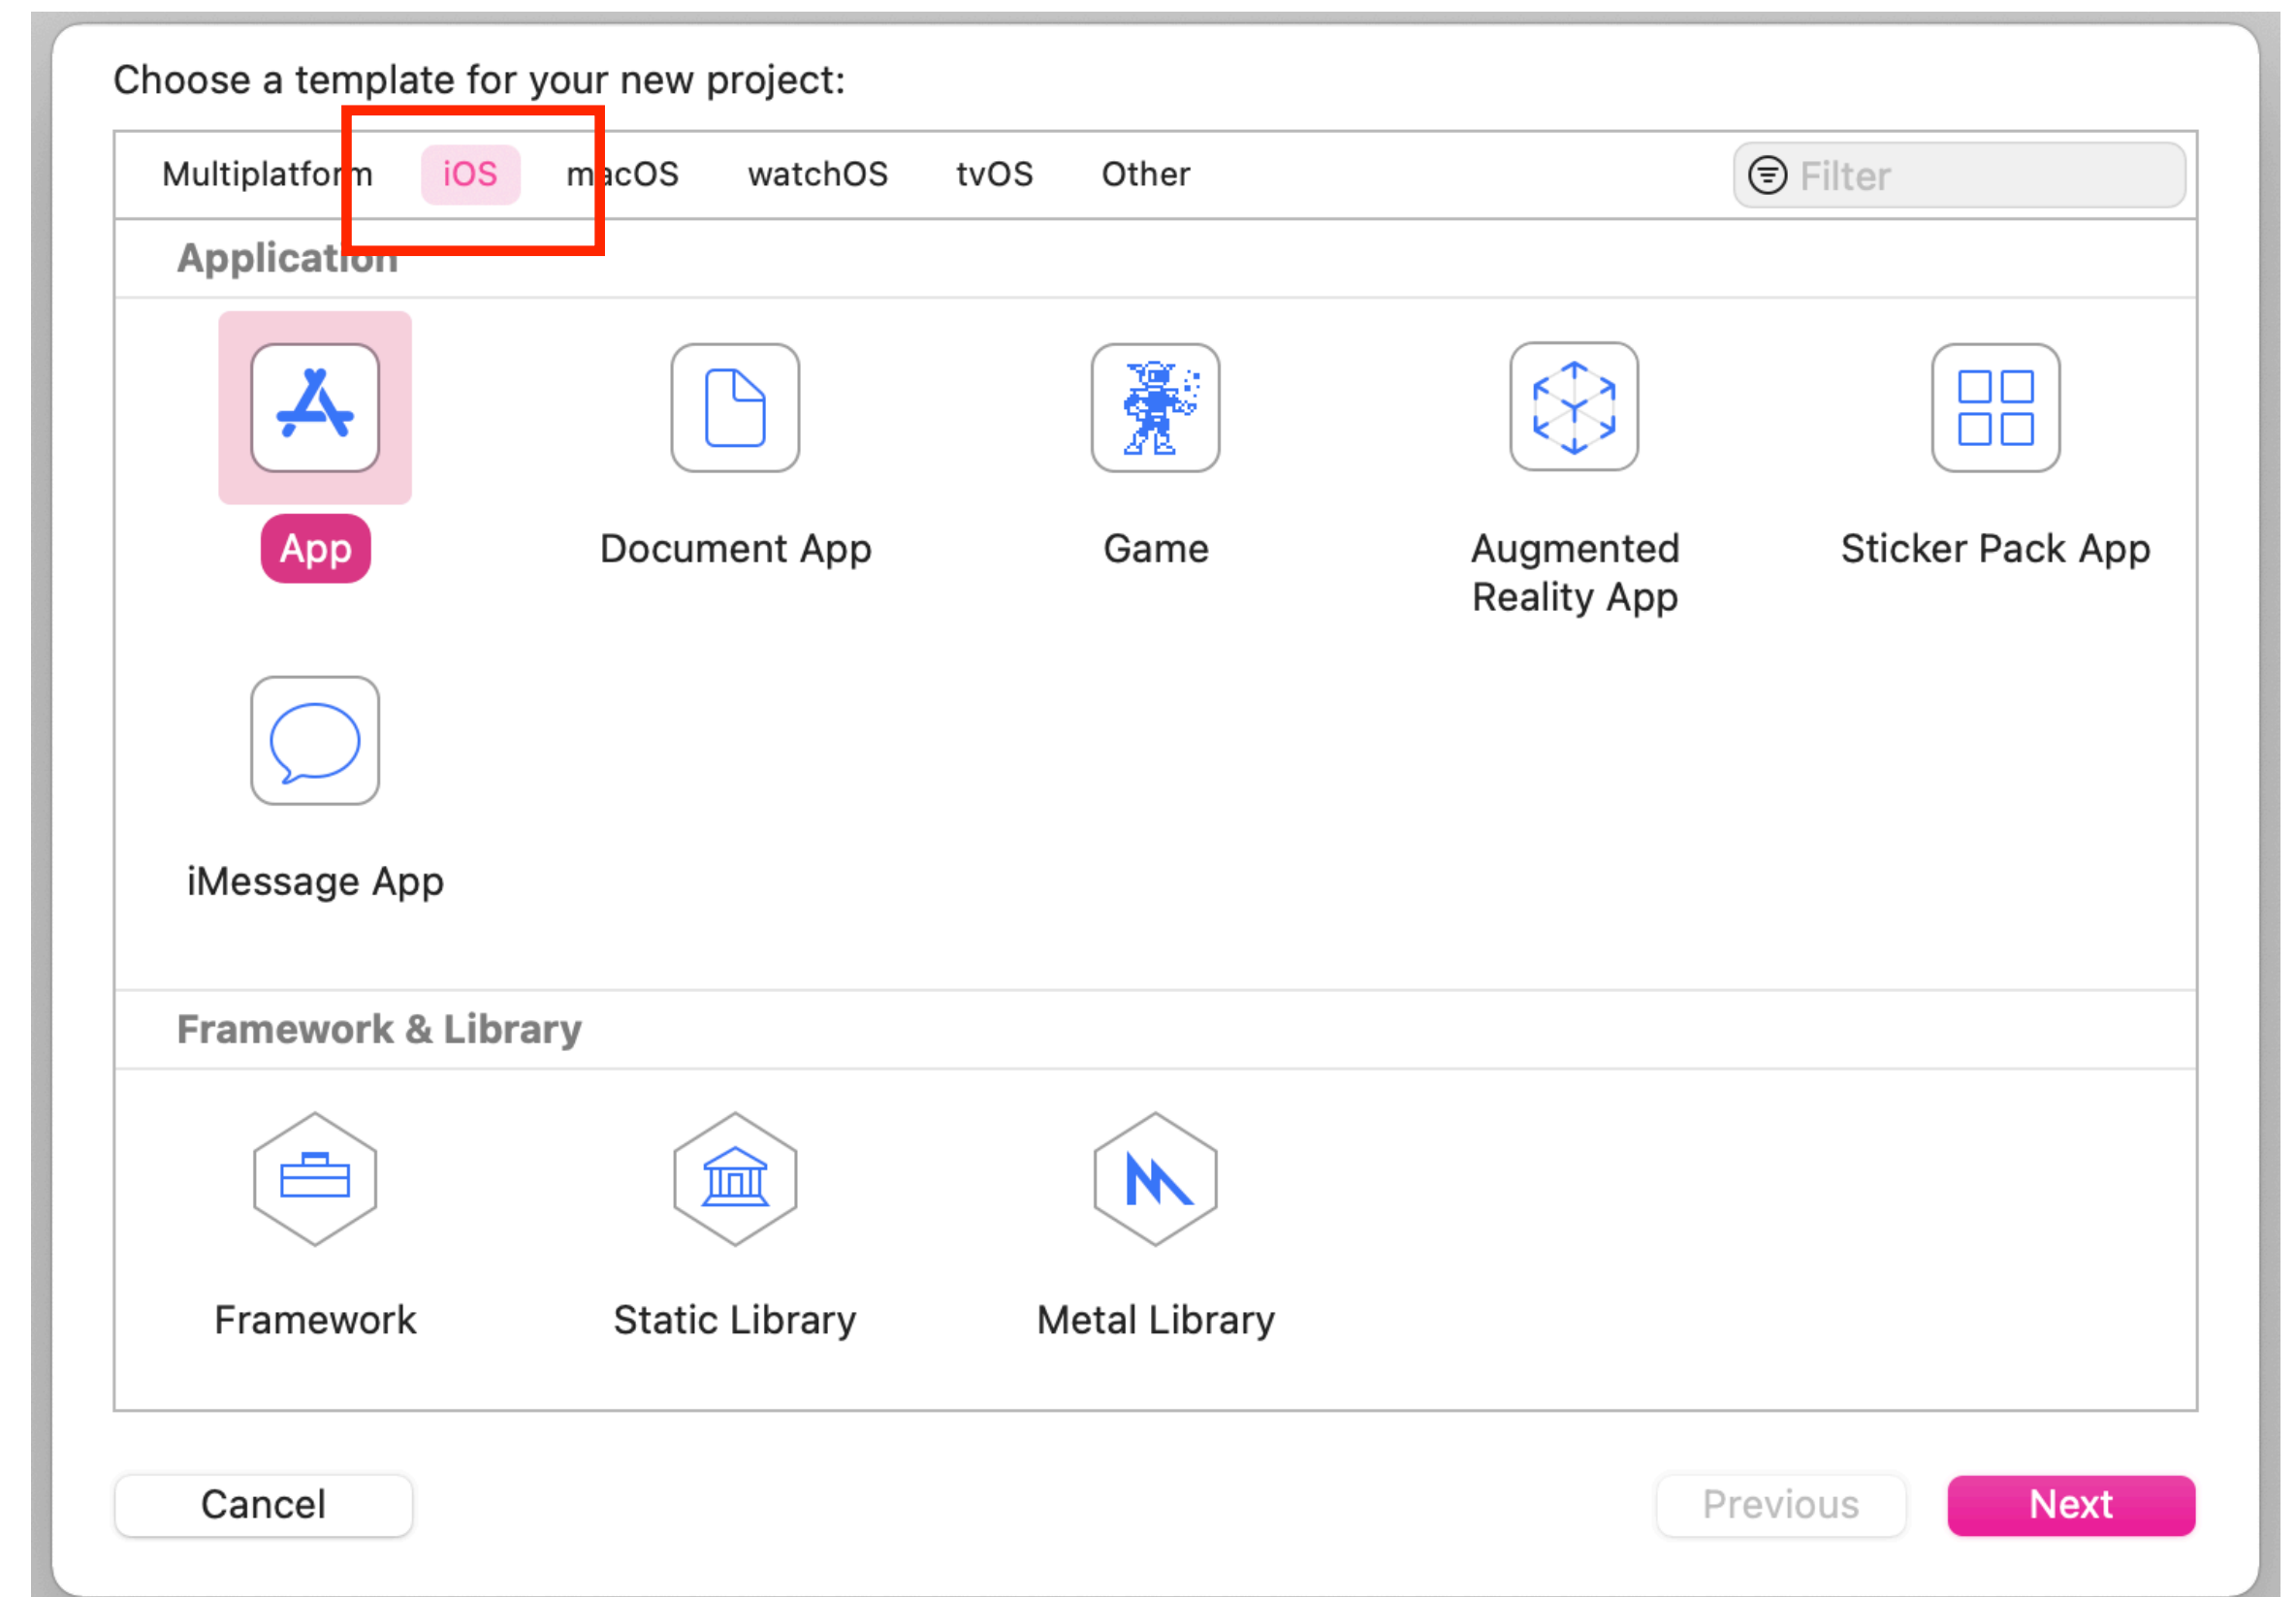 Choose a template for your new project:
Multiplatform iOS macOS watchOS tvOS Other Filter
Application
App Document App Game Augmented Reality App Sticker Pack App
iMessage App
Framework & Library
Framework Static Library Metal Library
Cancel Previous Next